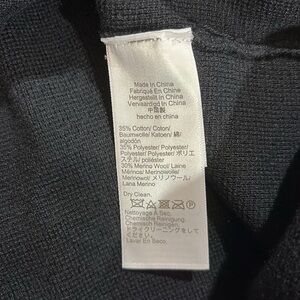 Made In China
Fabriqué En Chine
Hergestellt In China
Vervaardigd In China
中国製
hecho en china
35% Cotton/ Coton/
Baumwolle/ Katoen/ 綿/
algodón
35% Polyester/ Polyester/
Polyester/ Polyester/ ポリエ
ステル/ poliéster
30% Merino Wool/ Laine
Mérinos/ Merinowolle/
Merinowol/ メリノウール/
Lana Merino
Dry Clean.
Nettoyage À Sec.
Chemische Reinigung.
Chemisch Reinigen.
ドライクリーニングをして
ください。
Lavar En Seco.